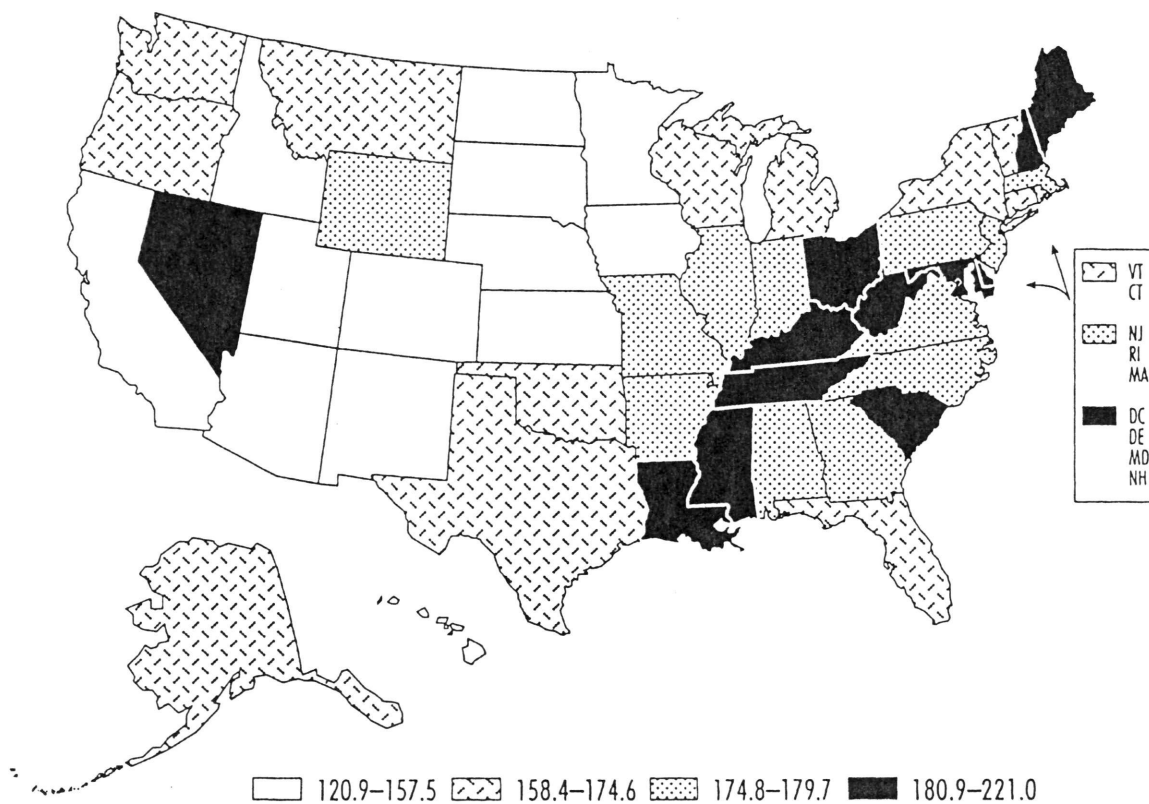 VT
CT
NJ
RI
MA
DC
DE
MD
NH
120.9–157.5 158.4–174.6 174.8–179.7 180.9–221.0